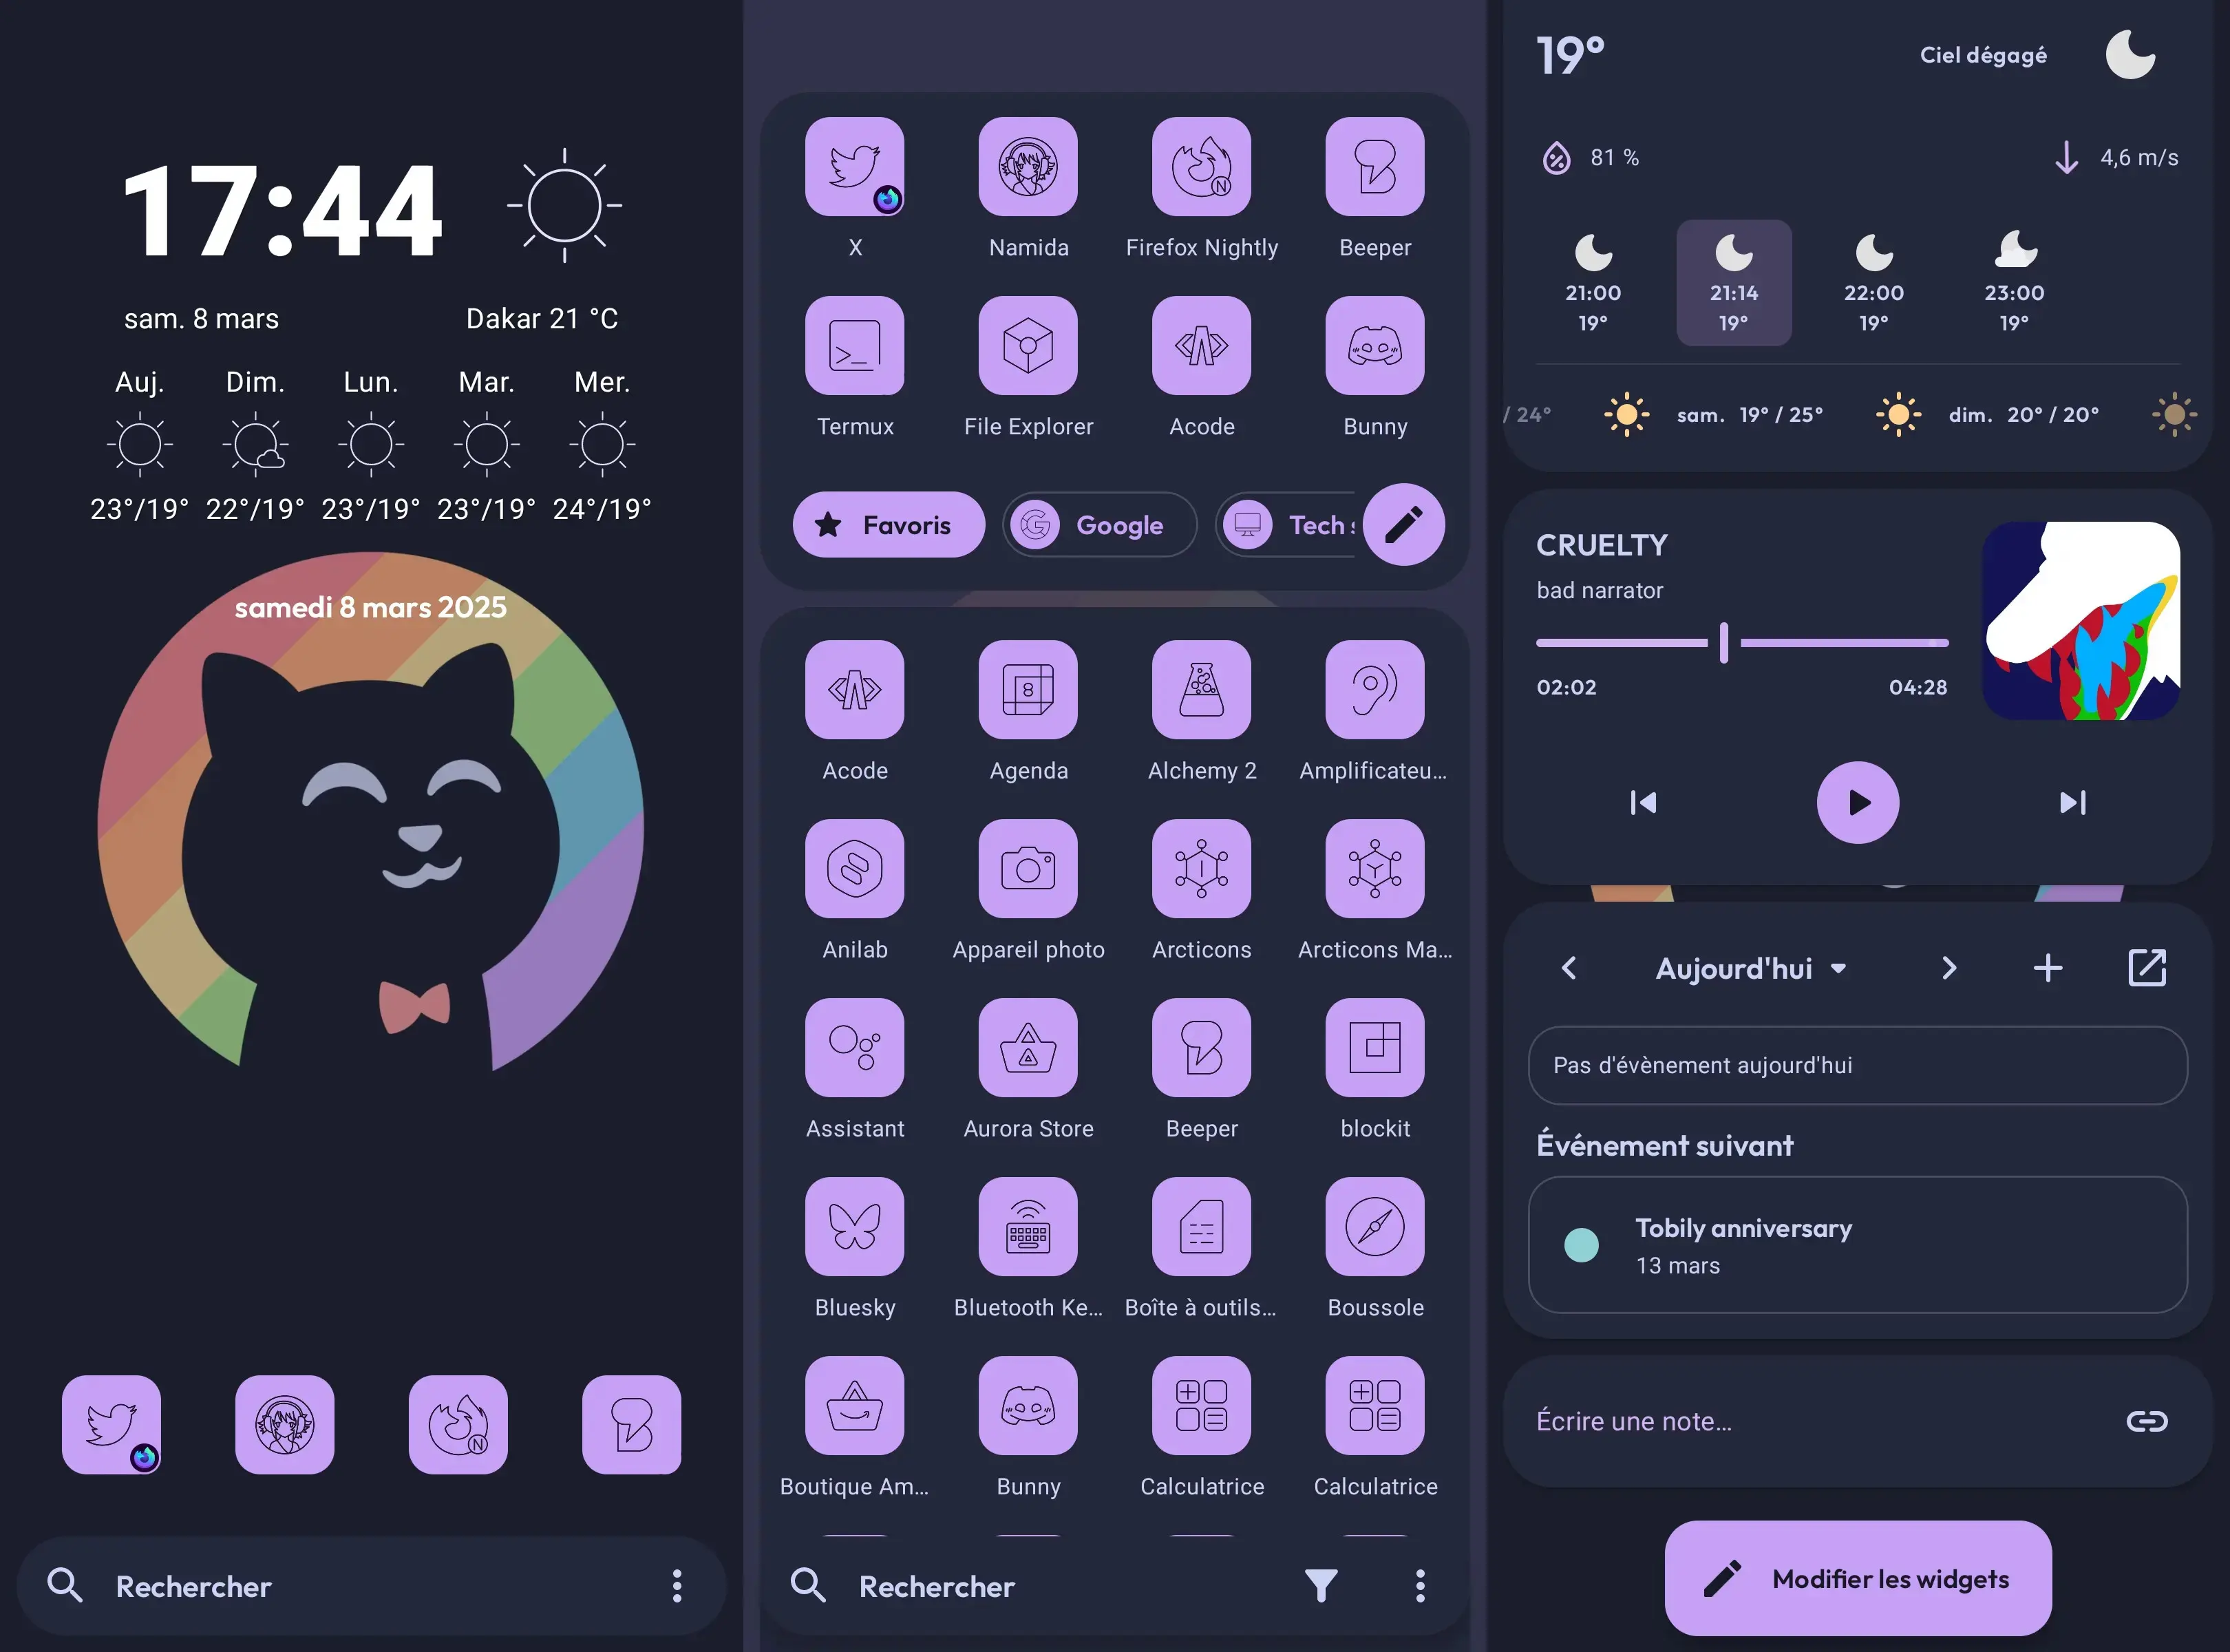 17:44
sam. 8 mars
Dakar 21 °C
Auj. Dim. Lun. Mar. Mer.
23°/19° 22°/19° 23°/19° 23°/19° 24°/19°
samedi 8 mars 2025
N
Rechercher
N
X Namida Firefox Nightly Beeper
>_
Termux File Explorer Acode Bunny
Favoris Google Tech
8
Acode Agenda Alchemy 2 Amplificateu...
Anilab Appareil photo Arcticons Arcticons Ma...
Assistant Aurora Store Beeper blockit
Bluesky Bluetooth Ke... Boîte à outils... Boussole
Boutique Am... Bunny Calculatrice Calculatrice
Rechercher
19°
Ciel dégagé
81 %
4,6 m/s
21:00 21:14 22:00 23:00
19° 19° 19° 19°
/ 24° sam. 19° / 25° dim. 20° / 20°
CRUELTY
bad narrator
02:02 04:28
Aujourd'hui
Pas d'évènement aujourd'hui
Événement suivant
Tobily anniversary
13 mars
Écrire une note...
Modifier les widgets